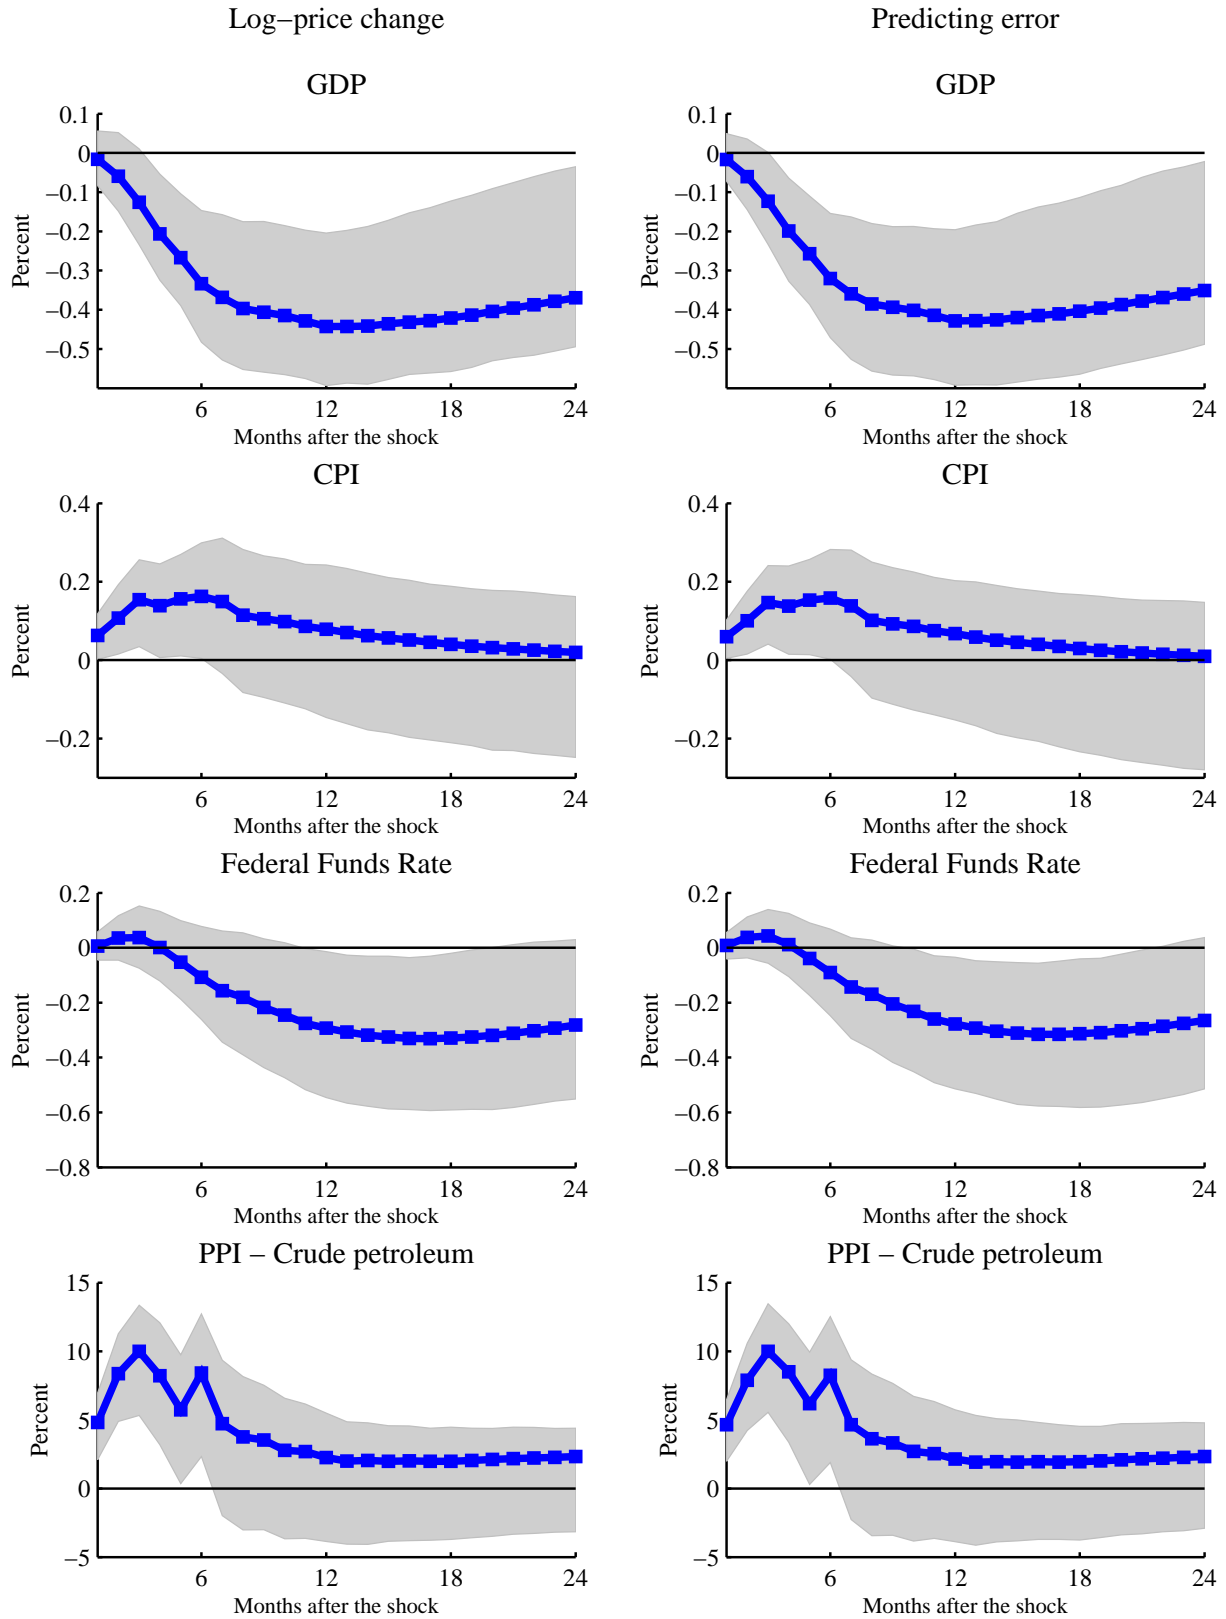 Log−price change
Predicting error
GDP
0.1
0
−0.1
−0.2
−0.3
−0.4
−0.5
Percent
6 12 18 24
Months after the shock
GDP
0.1
0
−0.1
−0.2
−0.3
−0.4
−0.5
Percent
6 12 18 24
Months after the shock
CPI
0.4
0.2
0
−0.2
Percent
6 12 18 24
Months after the shock
CPI
0.4
0.2
0
−0.2
Percent
6 12 18 24
Months after the shock
Federal Funds Rate
0.2
0
−0.2
−0.4
−0.6
−0.8
Percent
6 12 18 24
Months after the shock
Federal Funds Rate
0.2
0
−0.2
−0.4
−0.6
−0.8
Percent
6 12 18 24
Months after the shock
PPI − Crude petroleum
15
10
5
0
−5
Percent
6 12 18 24
Months after the shock
PPI − Crude petroleum
15
10
5
0
−5
Percent
6 12 18 24
Months after the shock